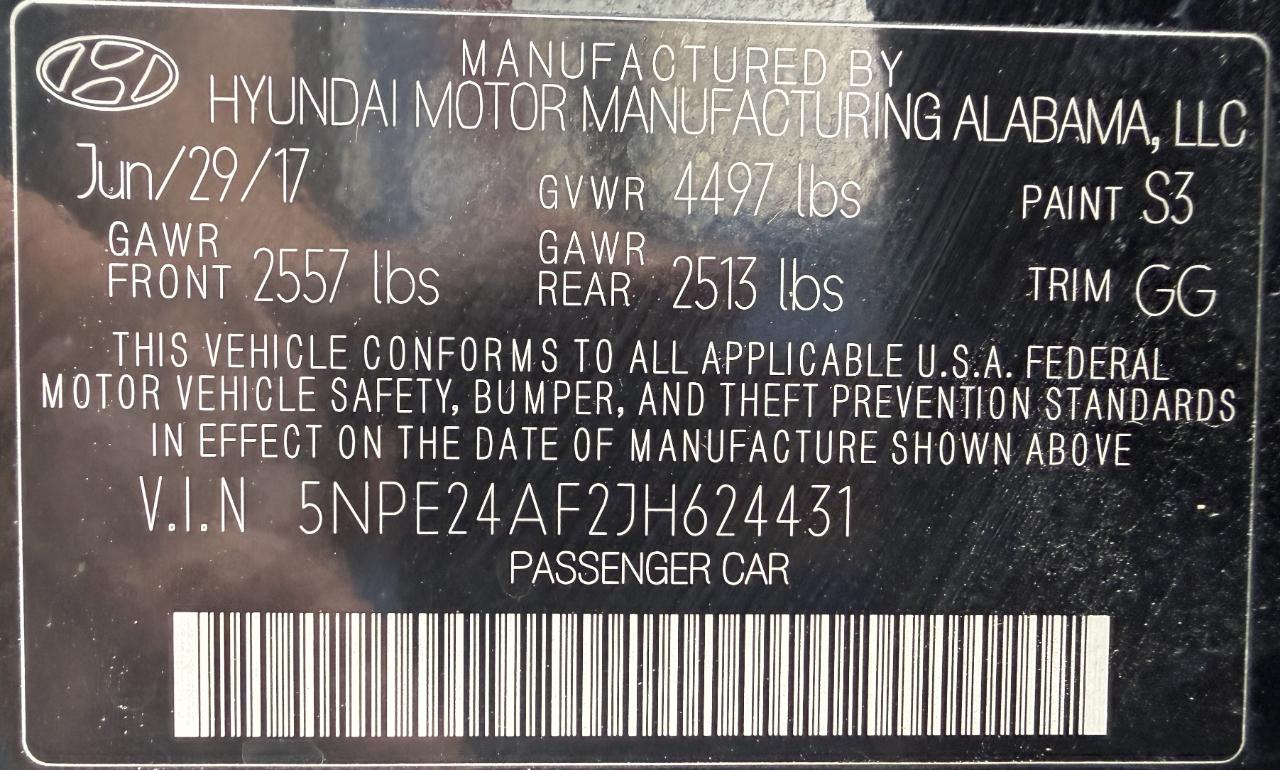 MANUFACTURED BY
HYUNDAI MOTOR MANUFACTURING ALABAMA, LLC
Jun/29/17 GVWR 4497 lbs PAINT S3
GAWR FRONT 2557 lbs GAWR REAR 2513 lbs TRIM GG
THIS VEHICLE CONFORMS TO ALL APPLICABLE U.S.A. FEDERAL
MOTOR VEHICLE SAFETY, BUMPER, AND THEFT PREVENTION STANDARDS
IN EFFECT ON THE DATE OF MANUFACTURE SHOWN ABOVE
V.I.N 5NPE24AF2JH624431
PASSENGER CAR